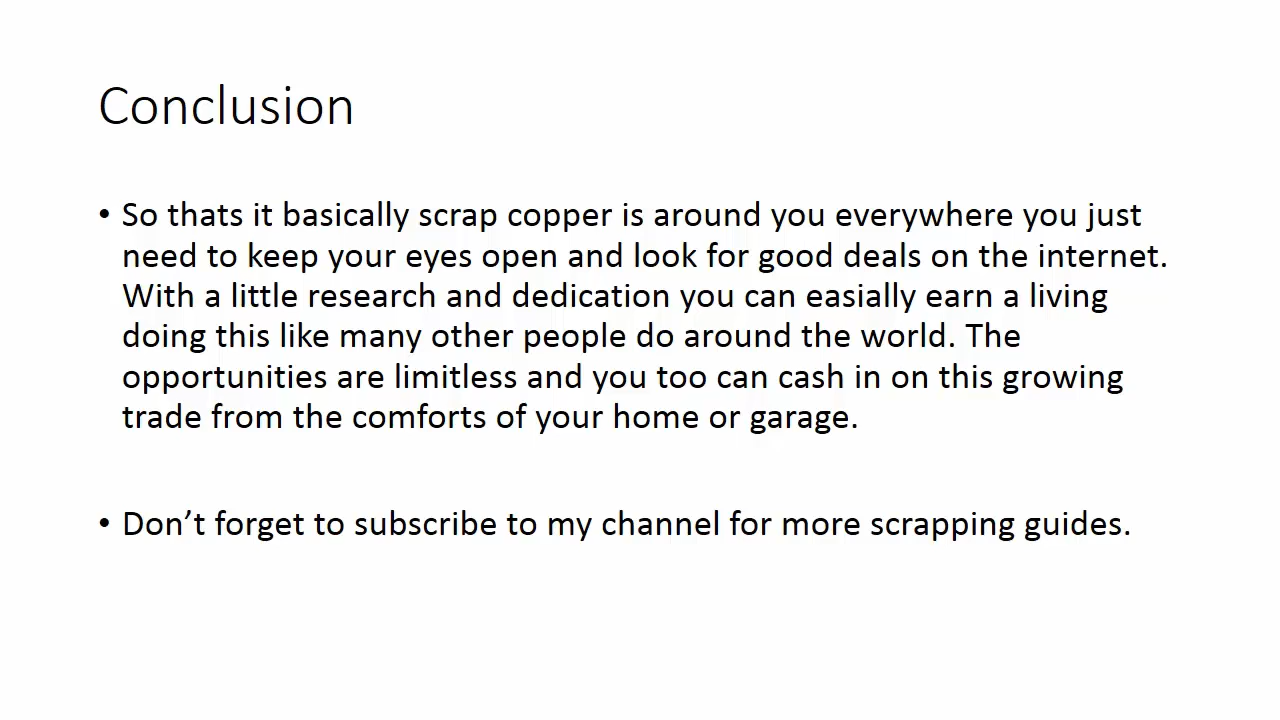 Conclusion
• So thats it basically scrap copper is around you everywhere you just
need to keep your eyes open and look for good deals on the internet.
With a little research and dedication you can easially earn a living
doing this like many other people do around the world. The
opportunities are limitless and you too can cash in on this growing
trade from the comforts of your home or garage.
• Don’t forget to subscribe to my channel for more scrapping guides.